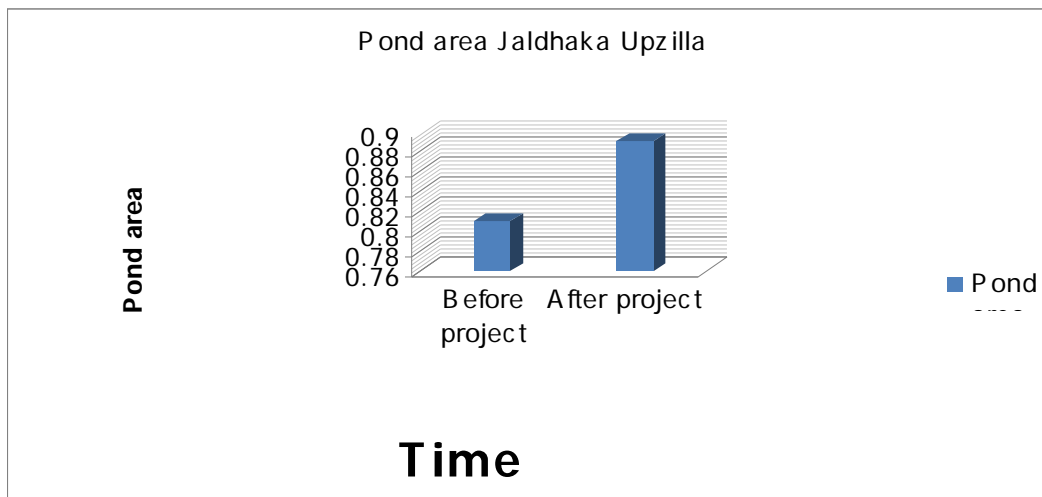 Pond area Jaldhaka Upzilla
Pond area
0.9
0.88
0.86
0.84
0.82
0.8
0.78
0.76
Before project
After project
Pond
Time